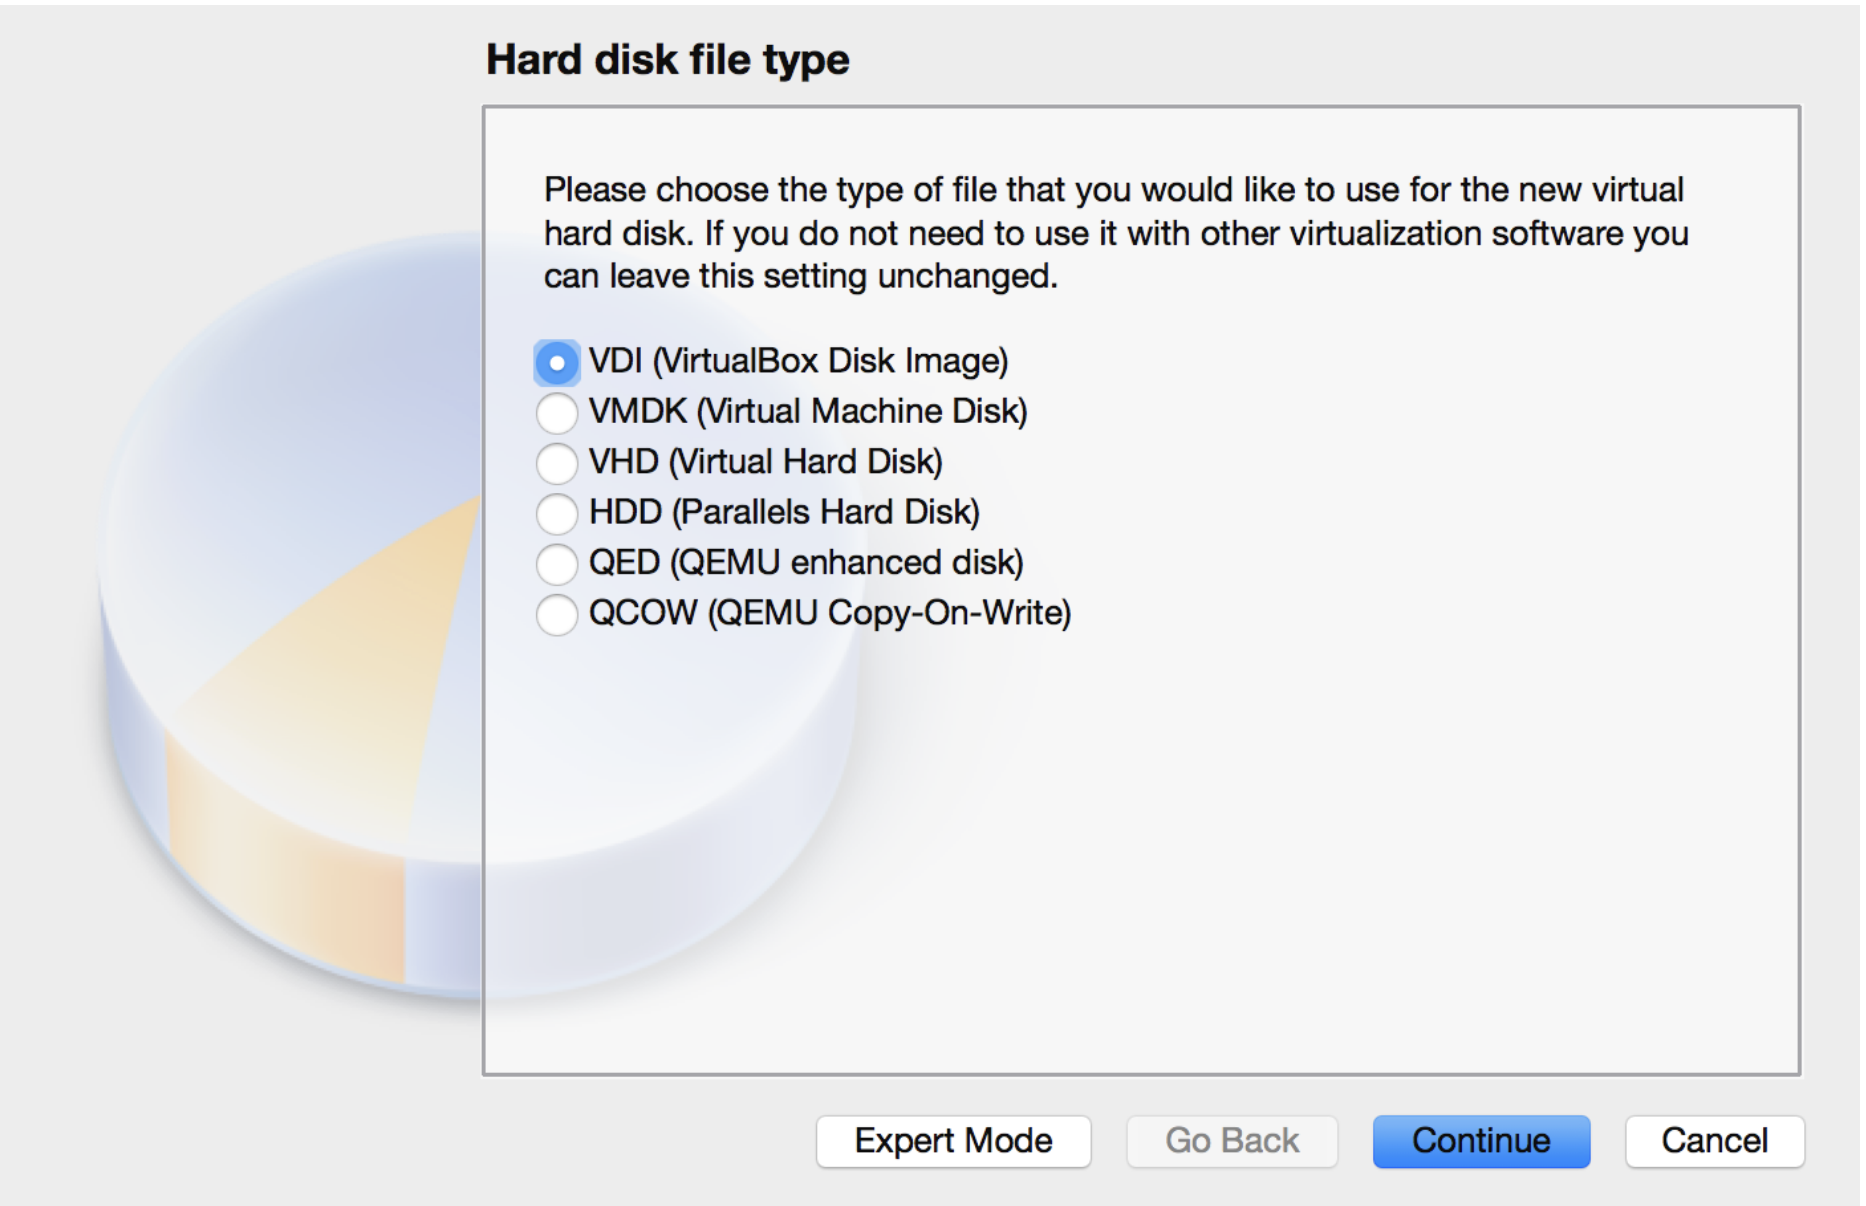 Hard disk file type
Please choose the type of file that you would like to use for the new virtual
hard disk. If you do not need to use it with other virtualization software you
can leave this setting unchanged.
VDI (VirtualBox Disk Image)
VMDK (Virtual Machine Disk)
VHD (Virtual Hard Disk)
HDD (Parallels Hard Disk)
QED (QEMU enhanced disk)
QCOW (QEMU Copy-On-Write)
Expert Mode
Go Back
Continue
Cancel